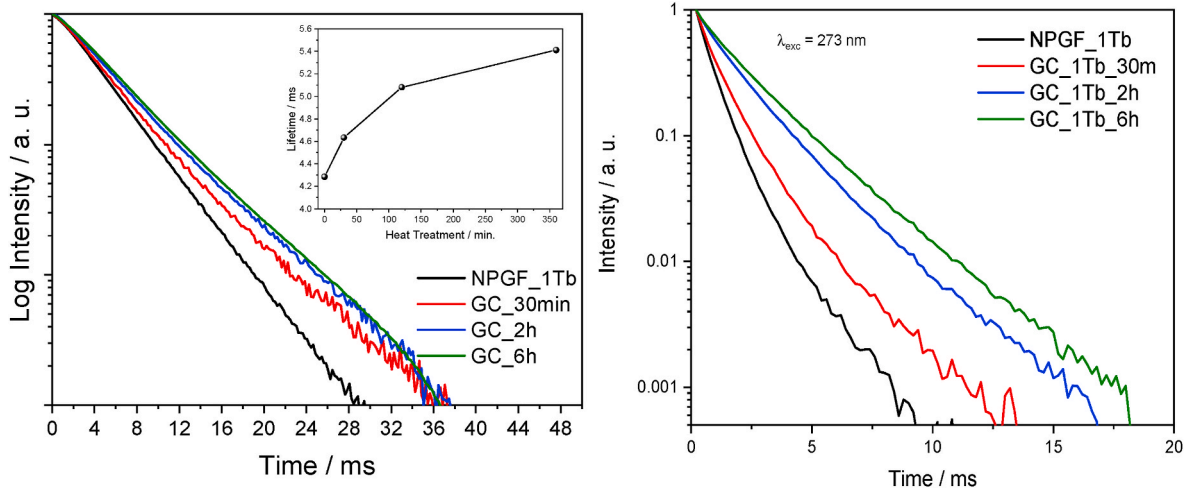 Log Intensity / a. u.
Lifetime / ms
5.6
5.4
5.2
5.0
4.8
4.6
4.4
4.2
4.0
0 50 100 150 200 250 300 350
Heat Treatment / min.
NPGF_1Tb
GC_30min
GC_2h
GC_6h
0 4 8 12 16 20 24 28 32 36 40 44 48
Time / ms
Intensity / a. u.
1
0.1
0.01
0.001
λexc = 273 nm
NPGF_1Tb
GC_1Tb_30m
GC_1Tb_2h
GC_1Tb_6h
0 5 10 15 20
Time / ms